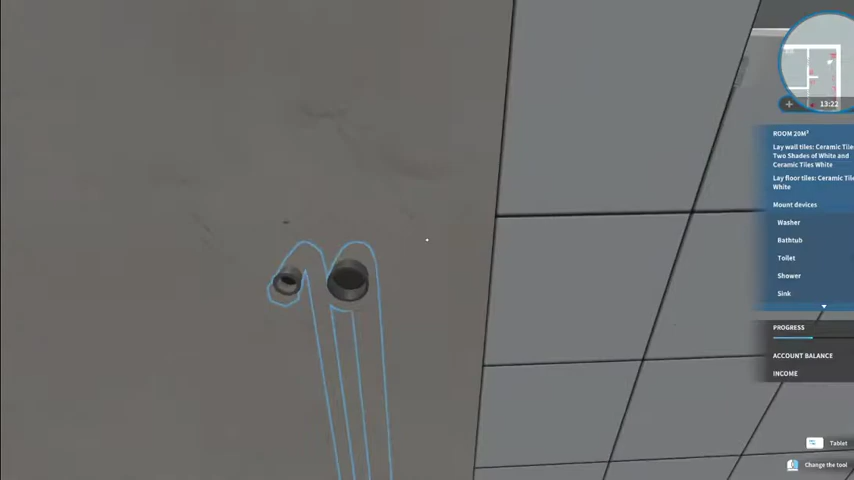 13:22
ROOM 20M²
Lay wall tiles: Ceramic Tiles
Two Shades of White and
Ceramic Tiles White
Lay floor tiles: Ceramic Tiles
White
Mount devices
Washer
Bathtub
Toilet
Shower
Sink
PROGRESS
ACCOUNT BALANCE
INCOME
Tablet
Change the tool